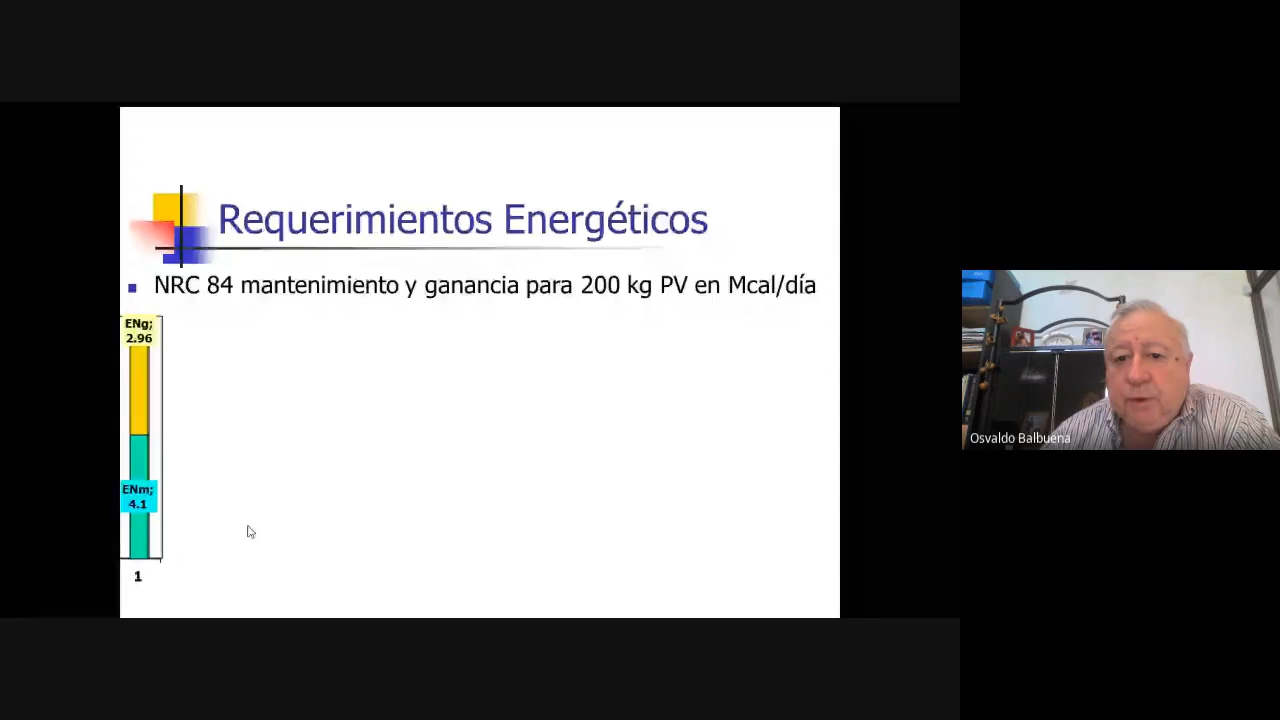 Requerimientos Energéticos
NRC 84 mantenimiento y ganancia para 200 kg PV en Mcal/día
ENg;
2.96
ENm;
4.1
1
Osvaldo Balbuena